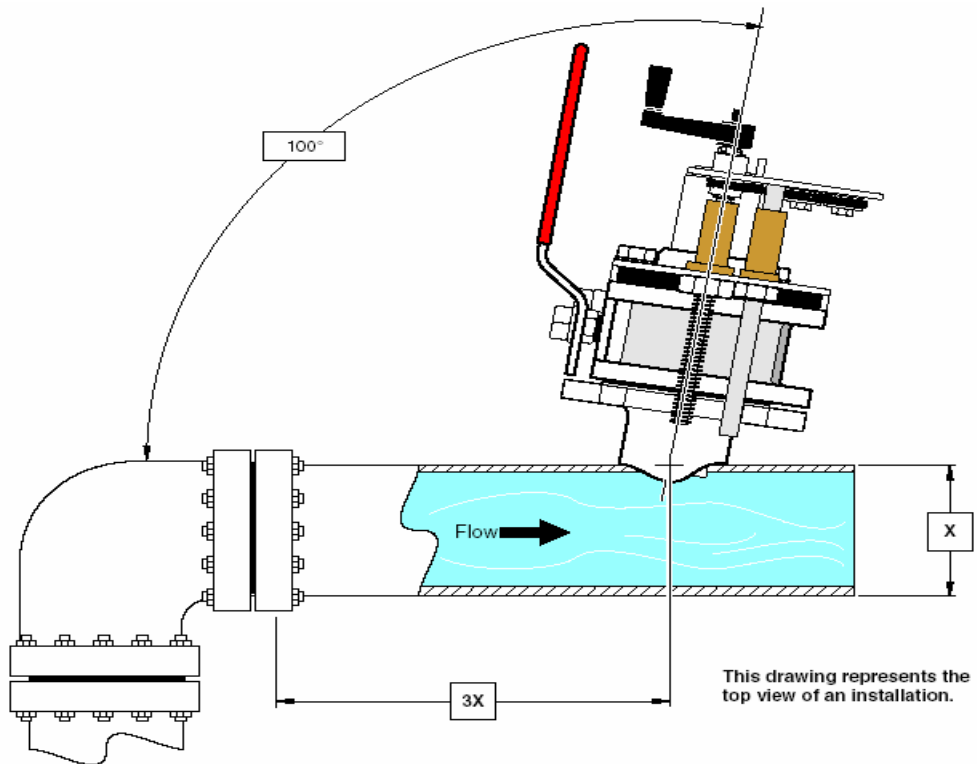 100°
Flow
X
3X
This drawing represents the
top view of an installation.